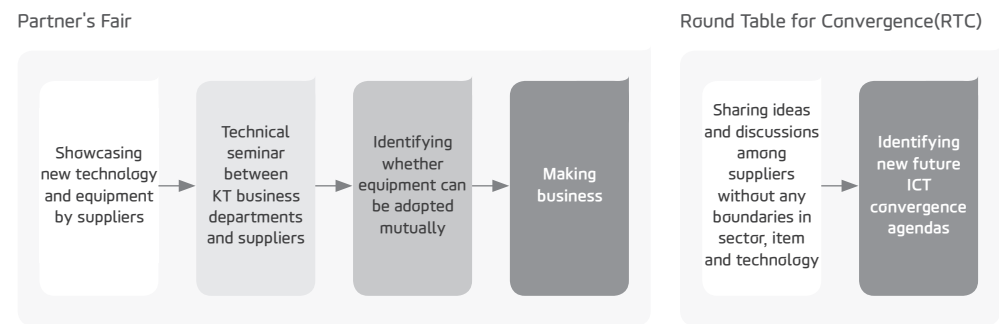 Partner's Fair
Showcasing
new technology
and equipment
by suppliers
Technical
seminar
between
KT business
departments
and suppliers
Identifying
whether
equipment can
be adopted
mutually
Making
business
Round Table for Convergence(RTC)
Sharing ideas
and discussions
among
suppliers
without any
boundaries in
sector, item
and technology
Identifying
new future
ICT
convergence
agendas